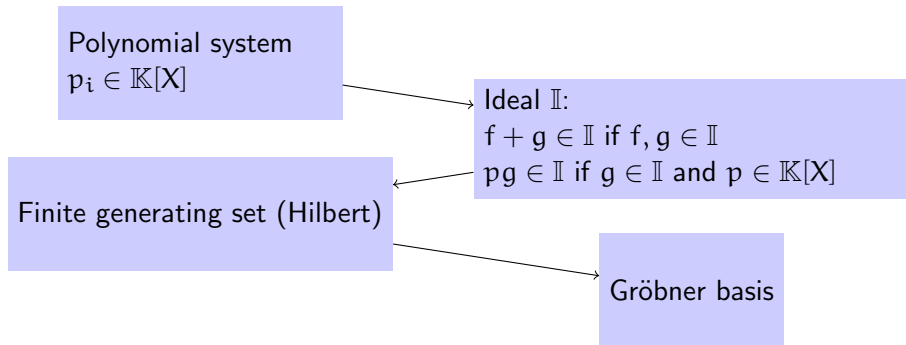 Polynomial system
pᵢ ∈ 𝕂[X]
Ideal 𝕀:
f + g ∈ 𝕀 if f, g ∈ 𝕀
pg ∈ 𝕀 if g ∈ 𝕀 and p ∈ 𝕂[X]
Finite generating set (Hilbert)
Gröbner basis